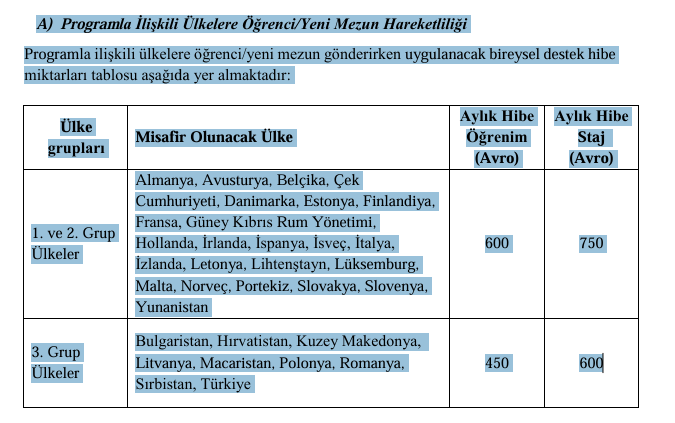 A) Programla İlişkili Ülkelere Öğrenci/Yeni Mezun Hareketliliği
Programla ilişkili ülkelere öğrenci/yeni mezun gönderirken uygulanacak bireysel destek hibe
miktarları tablosu aşağıda yer almaktadır:
Ülke
grupları
Misafir Olunacak Ülke
Aylık Hibe
Öğrenim
(Avro)
Aylık Hibe
Staj
(Avro)
1. ve 2. Grup
Ülkeler
Almanya, Avusturya, Belçika, Çek
Cumhuriyeti, Danimarka, Estonya, Finlandiya,
Fransa, Güney Kıbrıs Rum Yönetimi,
Hollanda, İrlanda, İspanya, İsveç, İtalya,
İzlanda, Letonya, Lihtenştayn, Lüksemburg,
Malta, Norveç, Portekiz, Slovakya, Slovenya,
Yunanistan
600
750
3. Grup
Ülkeler
Bulgaristan, Hırvatistan, Kuzey Makedonya,
Litvanya, Macaristan, Polonya, Romanya,
Sırbistan, Türkiye
450
600